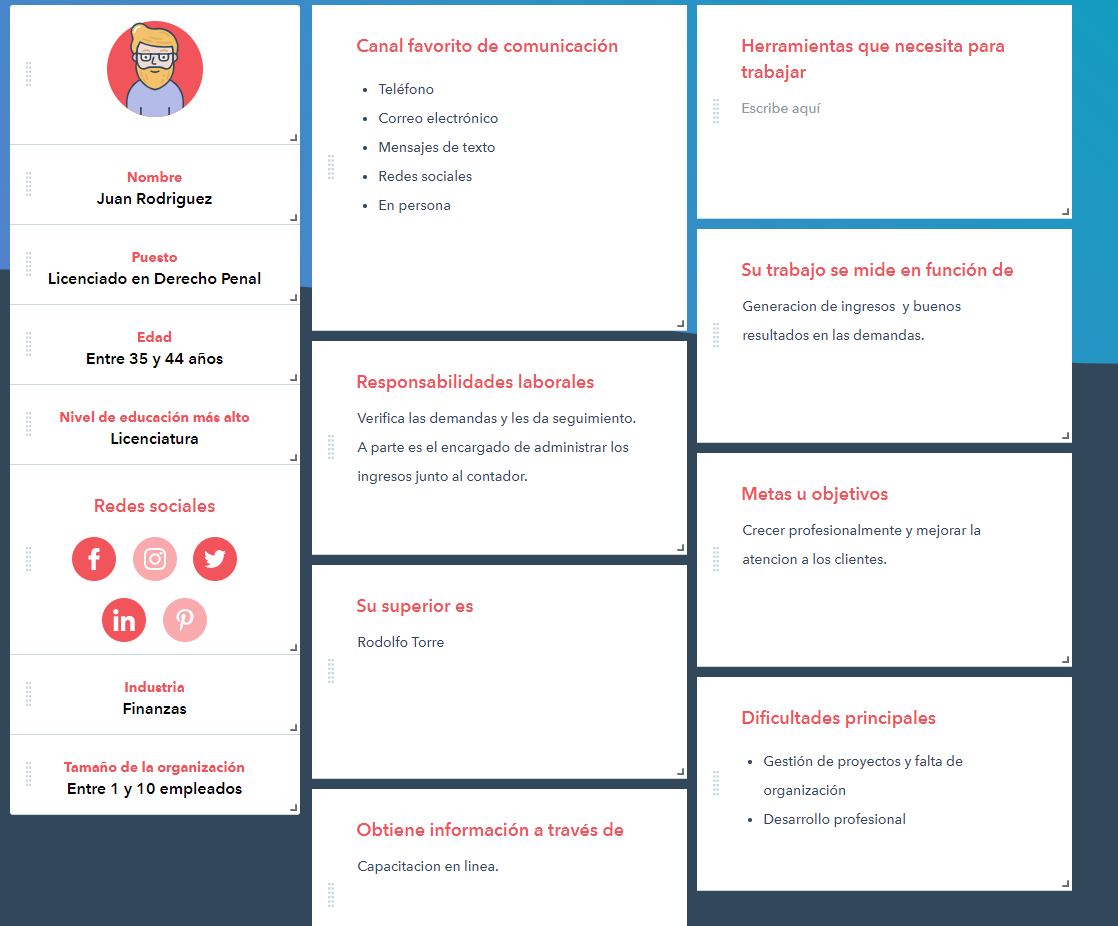 Nombre
Juan Rodriguez
Puesto
Licenciado en Derecho Penal
Edad
Entre 35 y 44 años
Nivel de educación más alto
Licenciatura
Redes sociales
f
in
Industria
Finanzas
Tamaño de la organización
Entre 1 y 10 empleados
Canal favorito de comunicación
• Teléfono
• Correo electrónico
• Mensajes de texto
• Redes sociales
• En persona
Responsabilidades laborales
Verifica las demandas y les da seguimiento.
A parte es el encargado de administrar los
ingresos junto al contador.
Su superior es
Rodolfo Torre
Obtiene información a través de
Capacitacion en linea.
Herramientas que necesita para
trabajar
Escribe aquí
Su trabajo se mide en función de
Generacion de ingresos  y buenos
resultados en las demandas.
Metas u objetivos
Crecer profesionalmente y mejorar la
atencion a los clientes.
Dificultades principales
• Gestión de proyectos y falta de
organización
• Desarrollo profesional